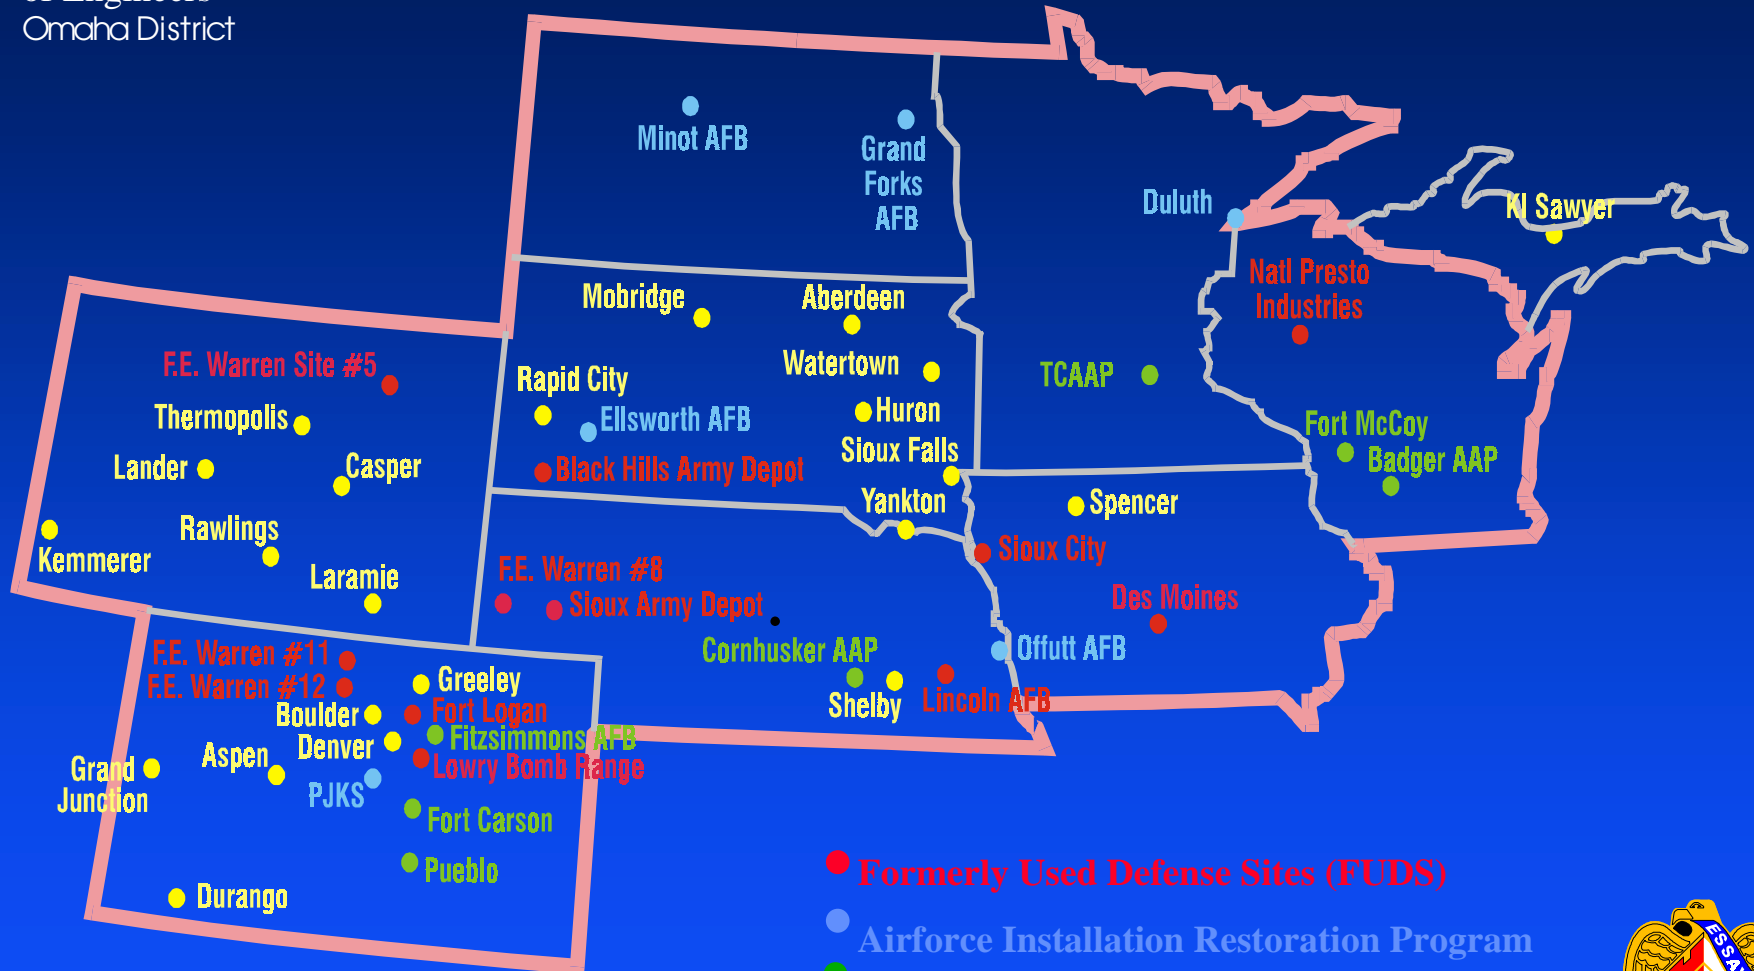 of Engineers
Omaha District
Minot AFB
Grand
Forks
AFB
Duluth
KI Sawyer
Natl Presto
Industries
Mobridge
Aberdeen
Watertown
F.E. Warren Site #5
Rapid City
TCAAP
Thermopolis
Ellsworth AFB
Huron
Fort McCoy
Lander
Casper
Black Hills Army Depot
Sioux Falls
Badger AAP
Yankton
Spencer
Rawlings
Kemmerer
Sioux City
Laramie
F.E. Warren #8
Sioux Army Depot
Des Moines
F.E. Warren #11
Cornhusker AAP
Offutt AFB
F.E. Warren #12
Greeley
Shelby
Lincoln AFB
Boulder
Fort Logan
Denver
Fitzsimmons AFB
Aspen
Lowry Bomb Range
Grand
Junction
PJKS
Fort Carson
Pueblo
Durango
Formerly Used Defense Sites (FUDS)
Airforce Installation Restoration Program
ESSA